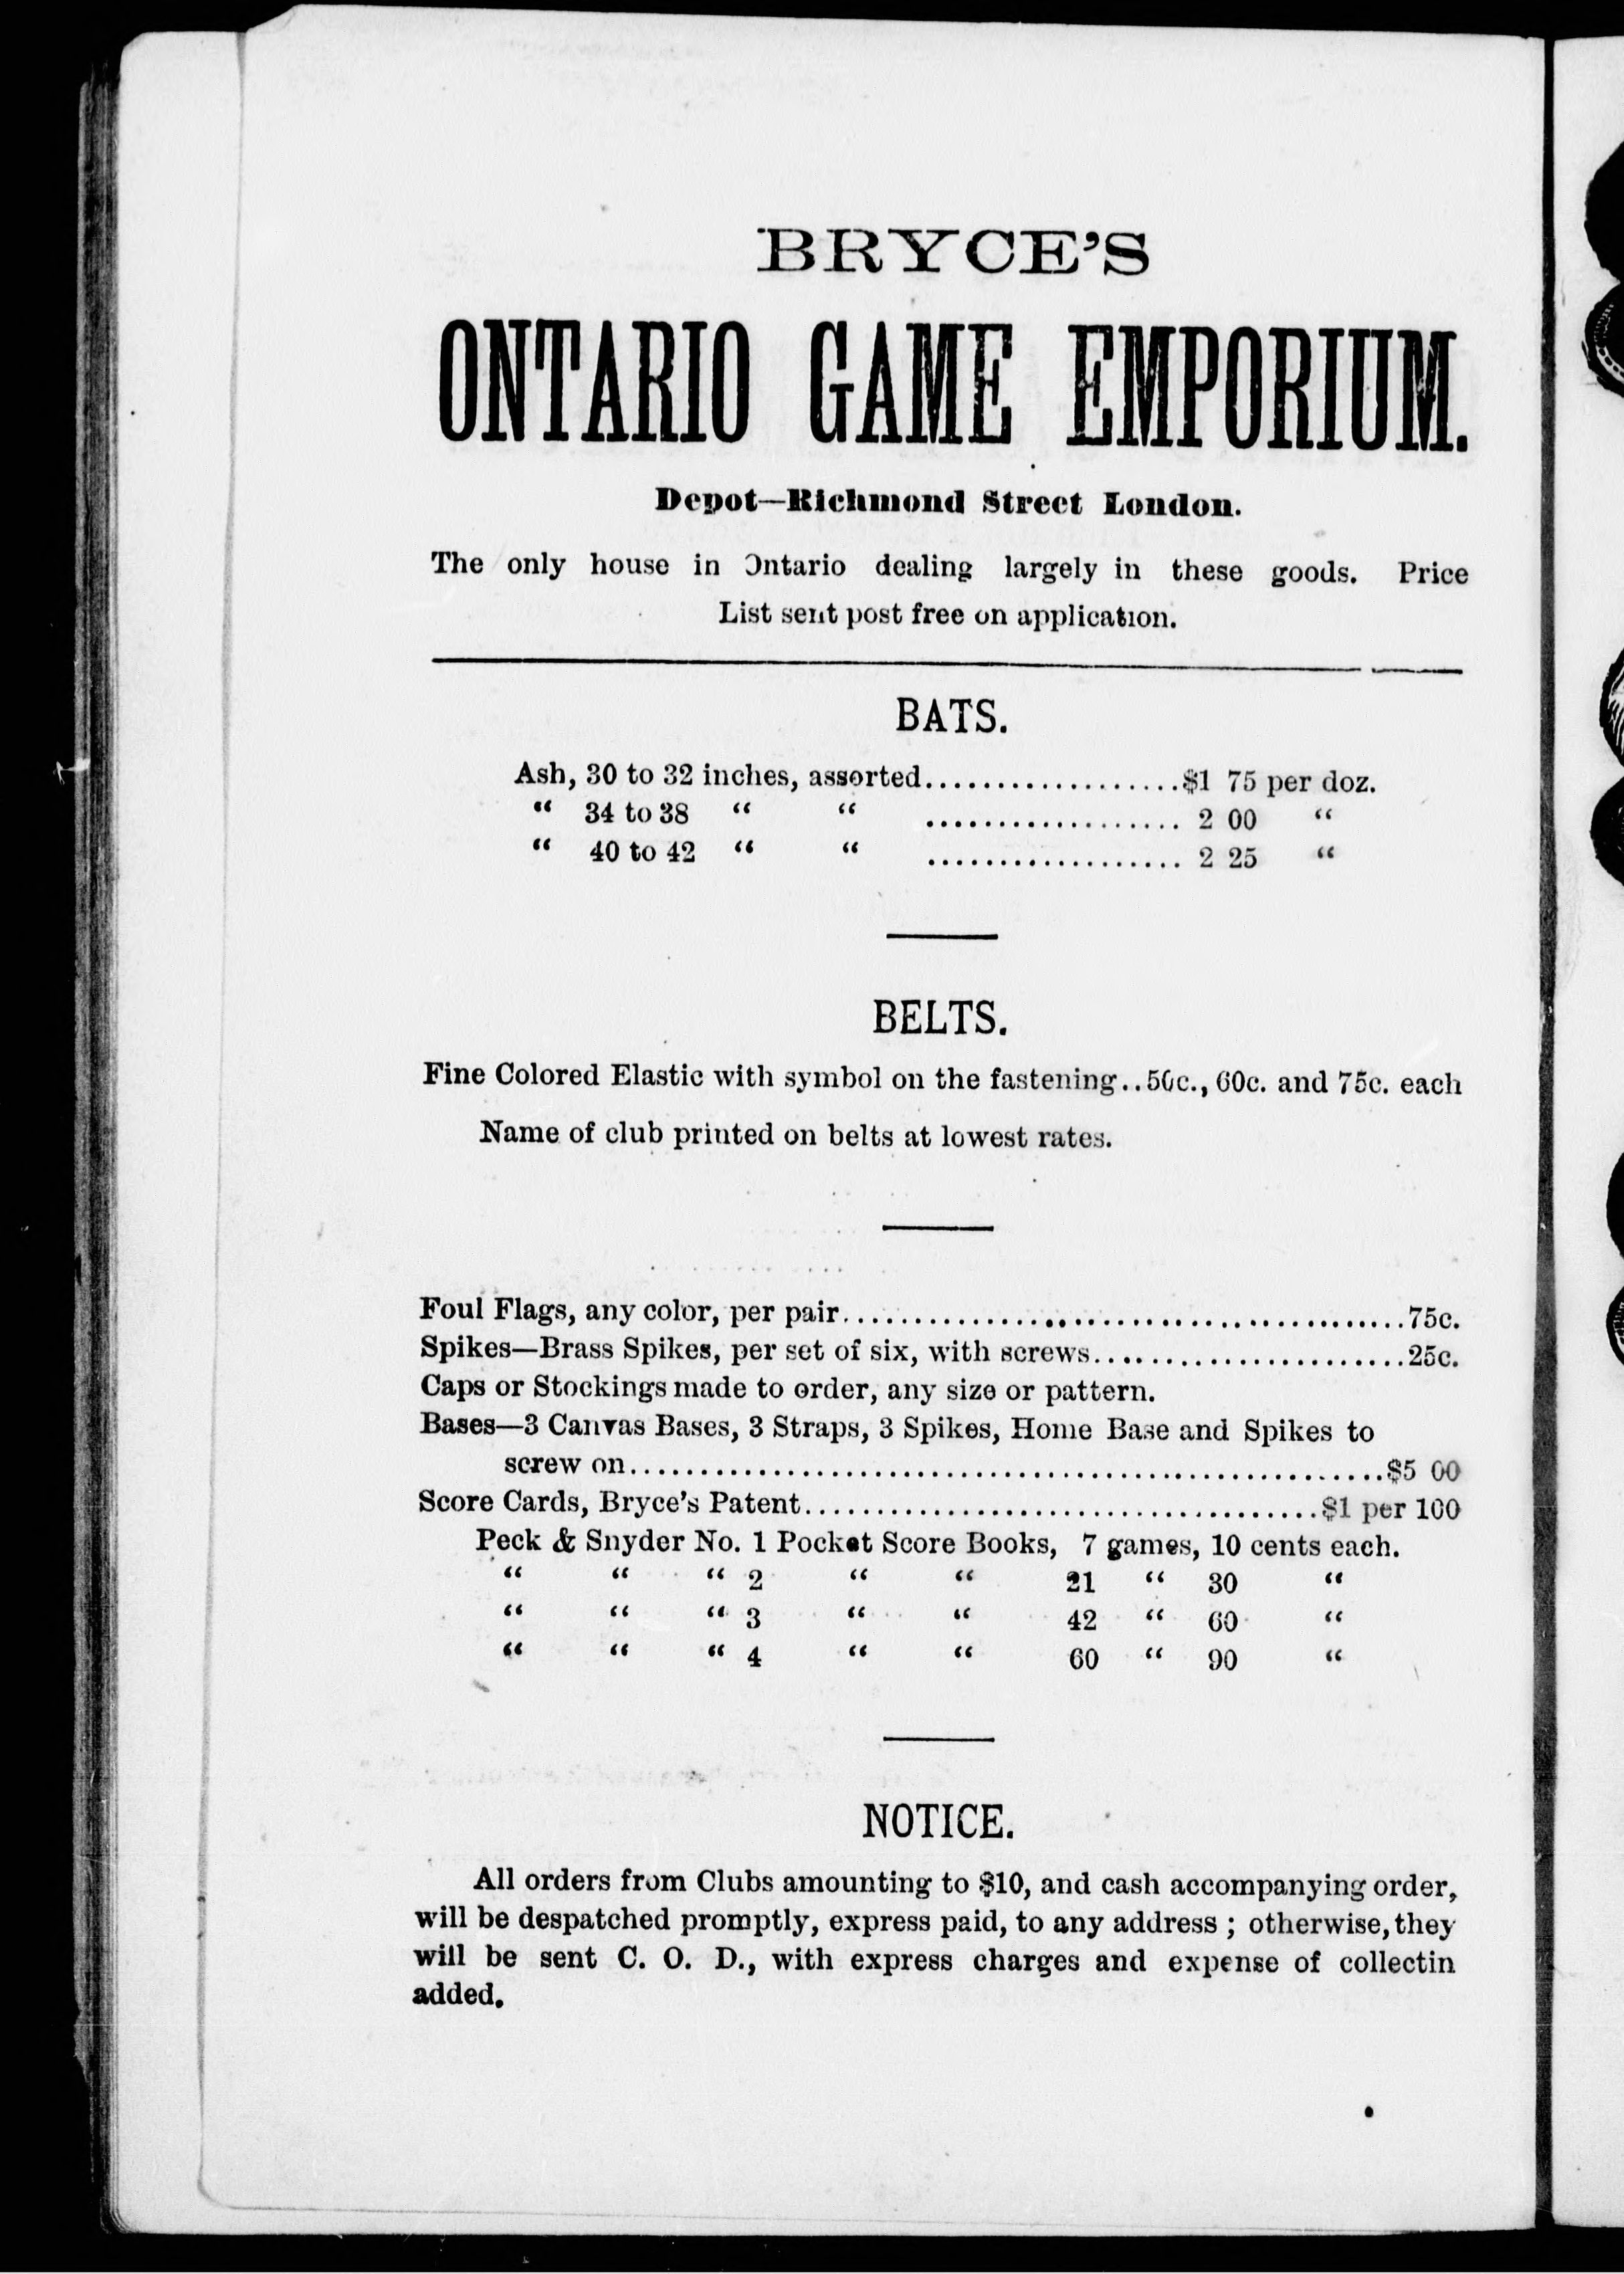 BRYCE'S
ONTARIO GAME EMPORIUM.
Depot—Richmond Street London.
The only house in Ontario dealing largely in these goods. Price
List sent post free on application.
BATS.
Ash, 30 to 32 inches, assorted....................$1 75 per doz.
“ 34 to 38 “ “ .................. 2 00 “
“ 40 to 42 “ “ .................. 2 25 “
BELTS.
Fine Colored Elastic with symbol on the fastening..50c., 60c. and 75c. each
Name of club printed on belts at lowest rates.
Foul Flags, any color, per pair........................................75c.
Spikes—Brass Spikes, per set of six, with screws......................25c.
Caps or Stockings made to order, any size or pattern.
Bases—3 Canvas Bases, 3 Straps, 3 Spikes, Home Base and Spikes to
screw on.....................................................$5 00
Score Cards, Bryce's Patent.....................................$1 per 100
Peck & Snyder No. 1 Pocket Score Books, 7 games, 10 cents each.
“ “ “ 2 “ “ 21 “ 30 “
“ “ “ 3 “ “ 42 “ 60 “
“ “ “ 4 “ “ 60 “ 90 “
NOTICE.
All orders from Clubs amounting to $10, and cash accompanying order,
will be despatched promptly, express paid, to any address ; otherwise, they
will be sent C. O. D., with express charges and expense of collectin
added.